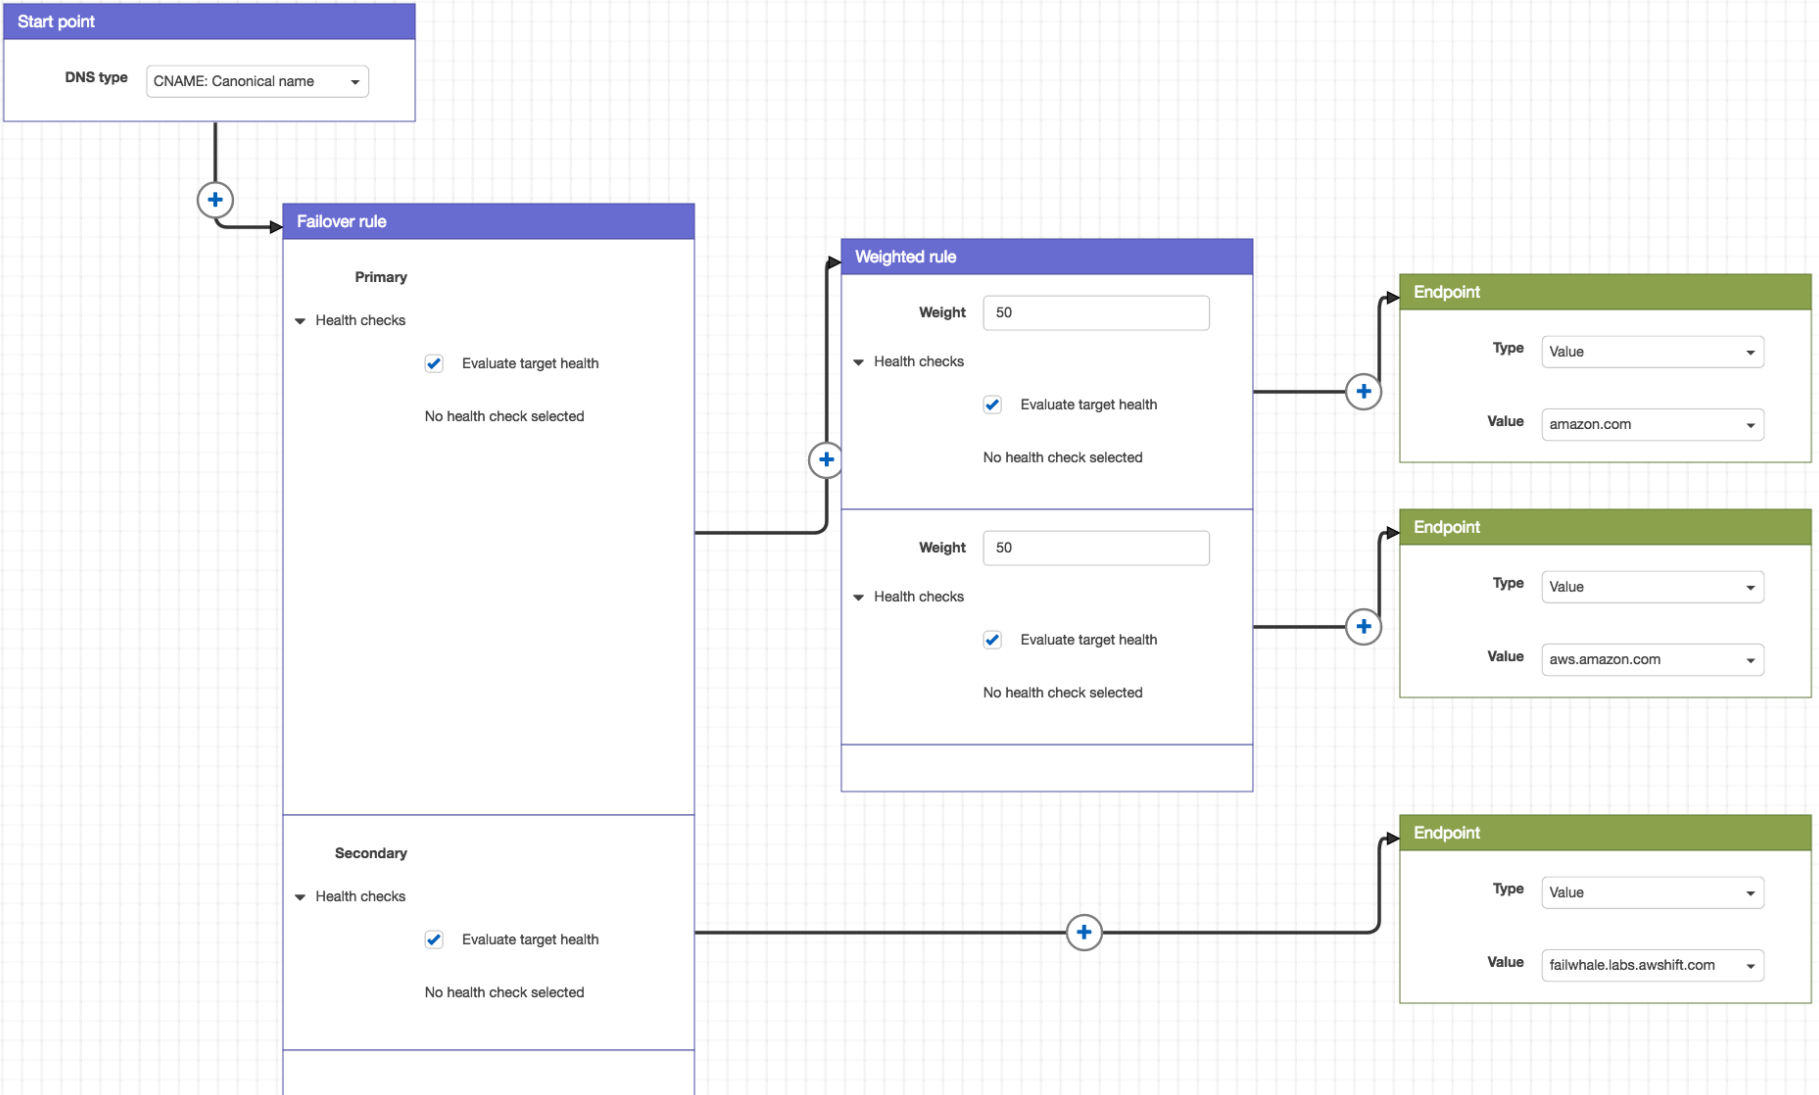 Start point
DNS type
CNAME: Canonical name
Failover rule
Primary
Health checks
Evaluate target health
No health check selected
Secondary
Health checks
Evaluate target health
No health check selected
Weighted rule
Weight
50
Health checks
Evaluate target health
No health check selected
Weight
50
Health checks
Evaluate target health
No health check selected
Endpoint
Type
Value
Value
amazon.com
Endpoint
Type
Value
Value
aws.amazon.com
Endpoint
Type
Value
Value
failwhale.labs.awshift.com